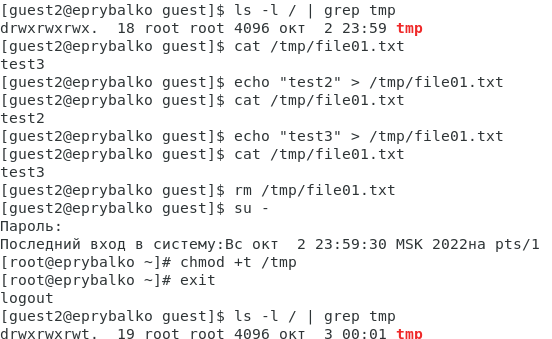 [guest2@eprybalko guest]$ ls -l / | grep tmp
drwxrwxrwx.  18 root root 4096 окт  2 23:59 tmp
[guest2@eprybalko guest]$ cat /tmp/file01.txt
test3
[guest2@eprybalko guest]$ echo "test2" > /tmp/file01.txt
[guest2@eprybalko guest]$ cat /tmp/file01.txt
test2
[guest2@eprybalko guest]$ echo "test3" > /tmp/file01.txt
[guest2@eprybalko guest]$ cat /tmp/file01.txt
test3
[guest2@eprybalko guest]$ rm /tmp/file01.txt
[guest2@eprybalko guest]$ su -
Пароль:
Последний вход в систему:Вс окт  2 23:59:30 MSK 2022на pts/1
[root@eprybalko ~]# chmod +t /tmp
[root@eprybalko ~]# exit
logout
[guest2@eprybalko guest]$ ls -l / | grep tmp
drwxrwxrwt.  19 root root 4096 окт  3 00:01 tmp